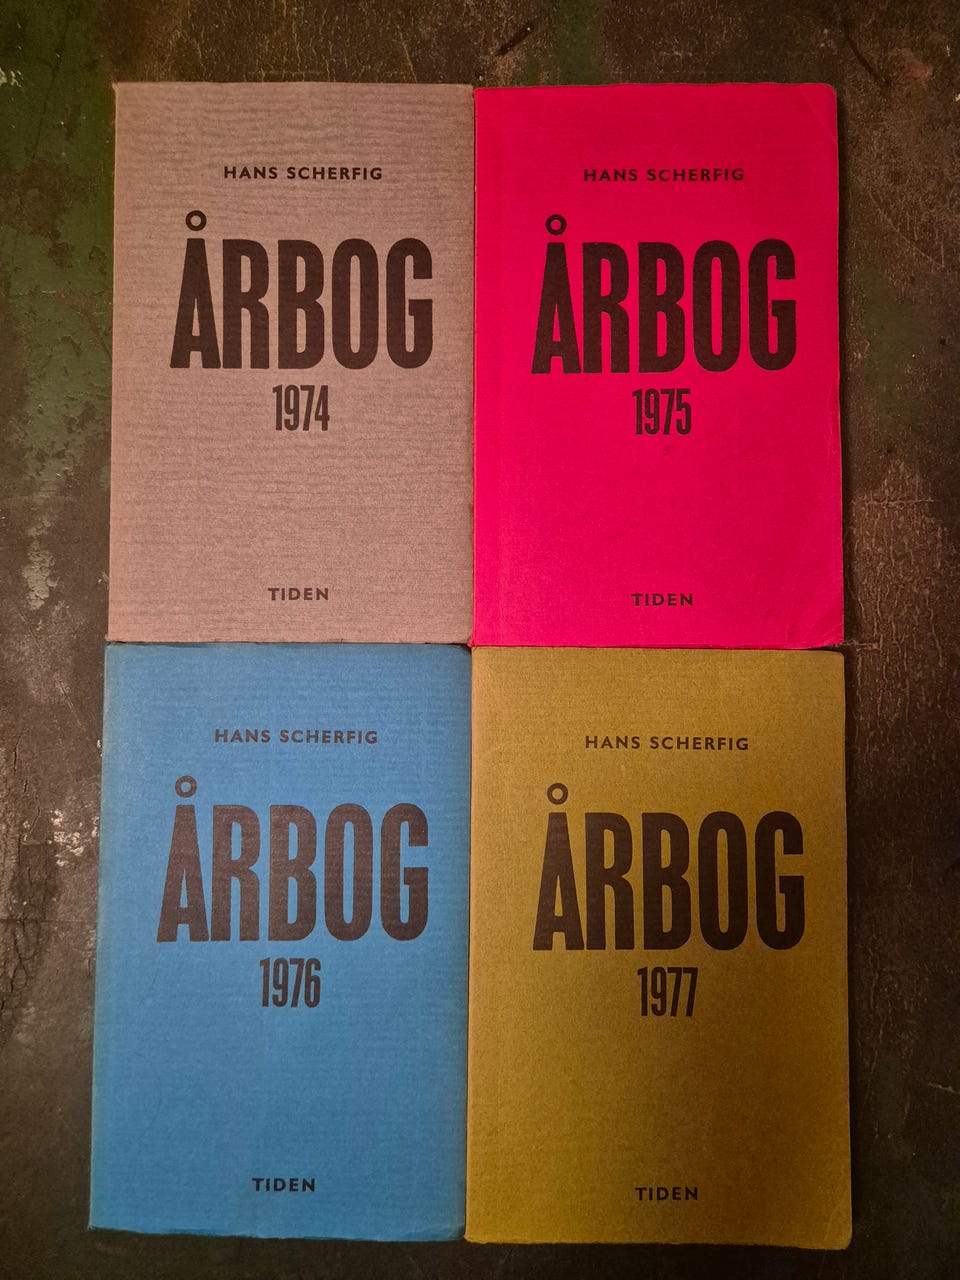 HANS SCHERFIG
ÅRBOG
1974
TIDEN
HANS SCHERFIG
ÅRBOG
1975
TIDEN
HANS SCHERFIG
ÅRBOG
1976
TIDEN
HANS SCHERFIG
ÅRBOG
1977
TIDEN